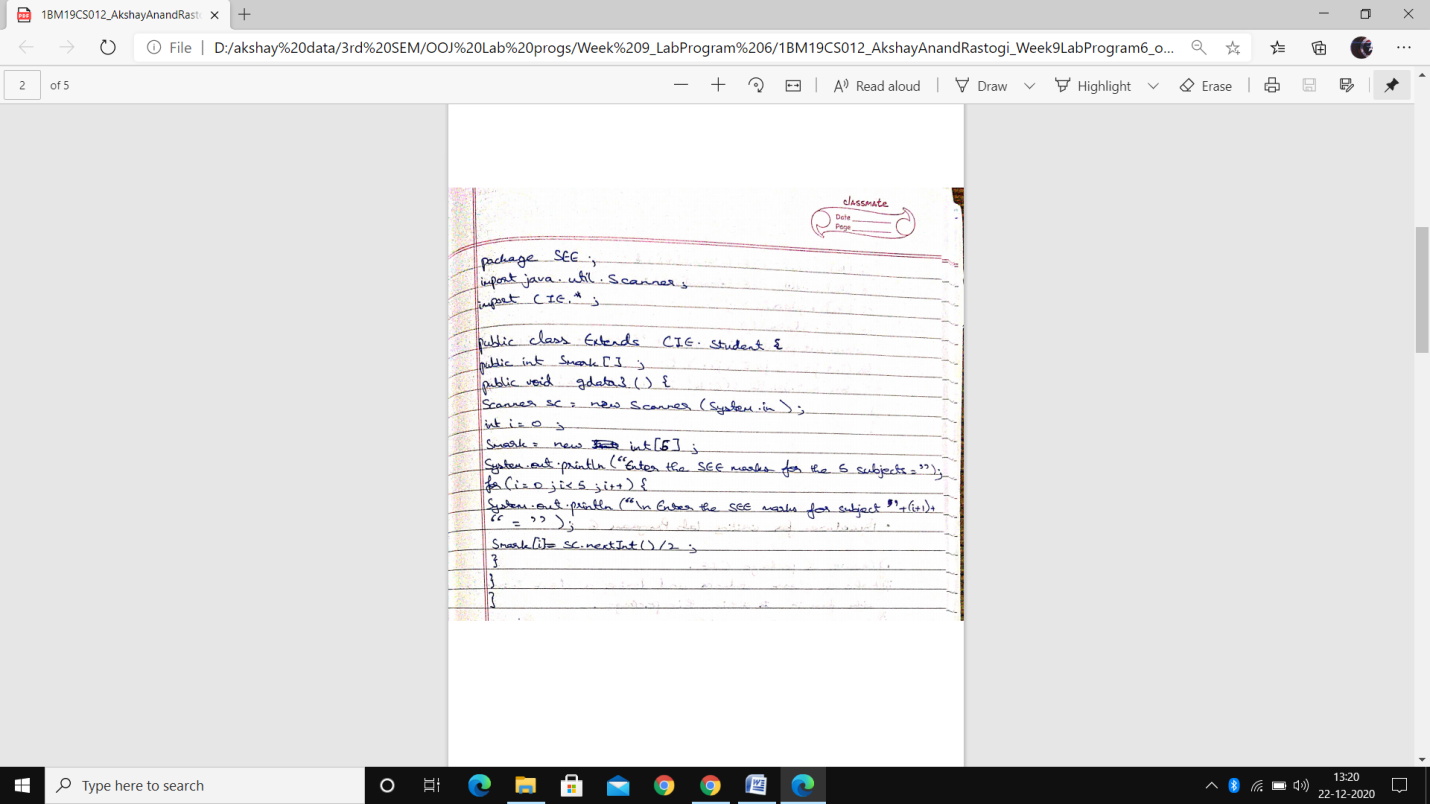 1BM19CS012_AkshayAnandRast
File | D:/akshay%20data/3rd%20SEM/OOJ%20Lab%20progs/Week%209_LabProgram%206/1BM19CS012_AkshayAnandRastogi_Week9LabProgram6_o...
2 of 5 Read aloud Draw Highlight Erase
classmate
Date
Page
package SEE ;
import java.util.Scanner ;
import CIE.* ;
public class Extends CIE.Student {
public int Smark[] ;
public void gdata3() {
Scanner sc = new Scanner (System.in) ;
int i=0 ;
Smark = new int[5] ;
System.out.println ("Enter the SEE marks for the 5 subjects =");
for (i=0 ; i<5 ; i++) {
System.out.println ("\n Enter the SEE marks for subject "+(i+1)+
" = ") ;
Smark[i]= sc.nextInt()/2 ;
}
}
}
Type here to search
13:20
22-12-2020